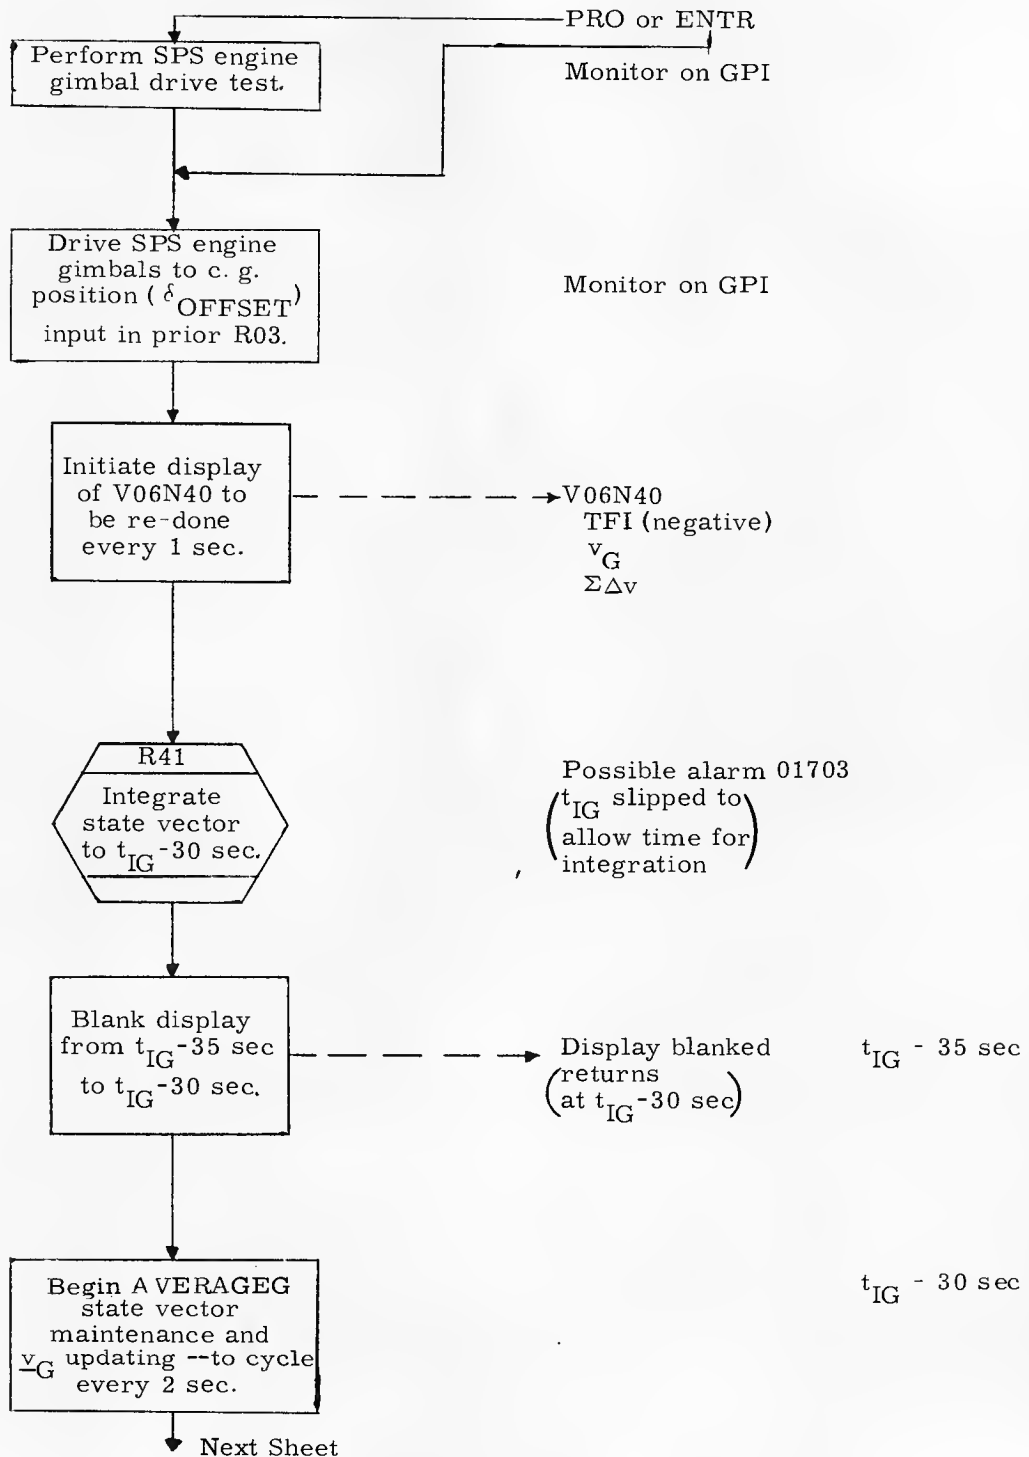 PRO or ENTR
Perform SPS engine
gimbal drive test.
Monitor on GPI
Drive SPS engine
gimbals to c. g.
position ( δOFFSET)
input in prior R03.
Monitor on GPI
Initiate display
of V06N40 to
be re-done
every 1 sec.
V06N40
TFI (negative)
vG
ΣΔv
R41
Integrate
state vector
to tIG -30 sec.
Possible alarm 01703
(tIG slipped to
allow time for
integration)
Blank display
from tIG-35 sec
to tIG-30 sec.
Display blanked
(returns
at tIG-30 sec)
tIG - 35 sec
Begin AVERAGEG
state vector
maintenance and
vG updating --to cycle
every 2 sec.
tIG - 30 sec
Next Sheet